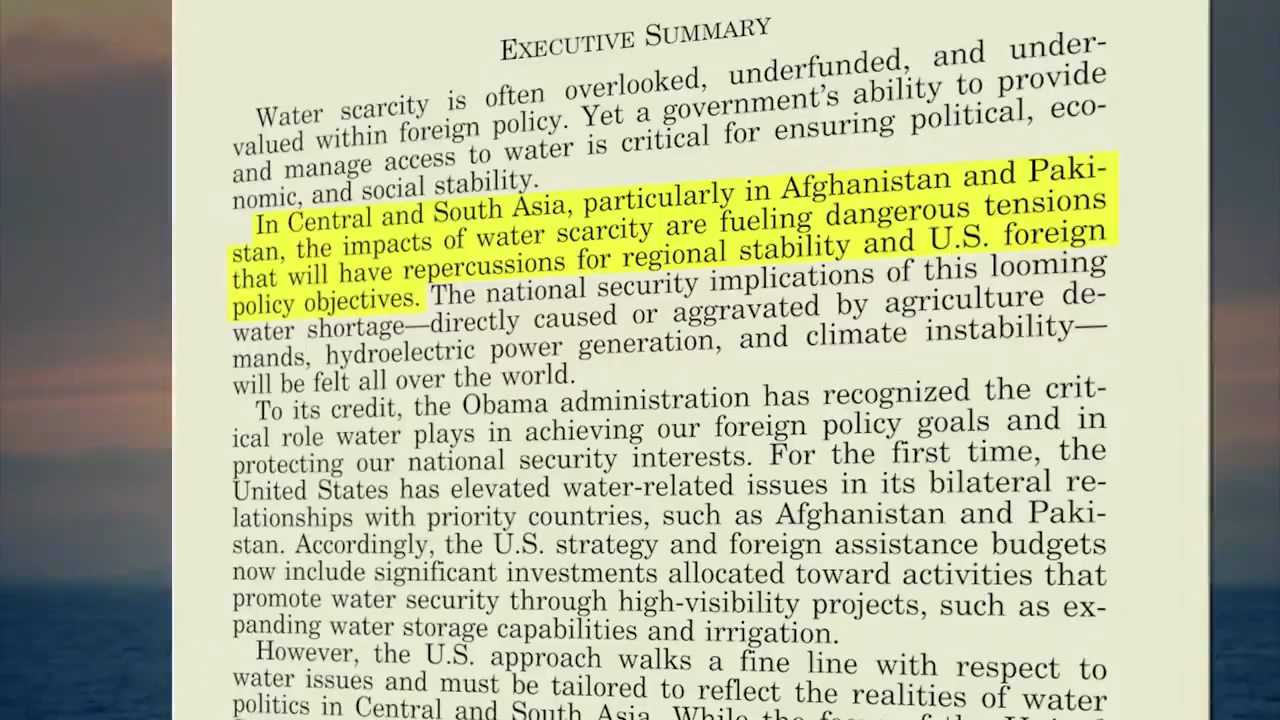 EXECUTIVE SUMMARY
Water scarcity is often overlooked, underfunded, and under-
valued within foreign policy. Yet a government's ability to provide
and manage access to water is critical for ensuring political, eco-
nomic, and social stability.
In Central and South Asia, particularly in Afghanistan and Paki-
stan, the impacts of water scarcity are fueling dangerous tensions
that will have repercussions for regional stability and U.S. foreign
policy objectives. The national security implications of this looming
water shortage—directly caused or aggravated by agriculture de-
mands, hydroelectric power generation, and climate instability—
will be felt all over the world.
To its credit, the Obama administration has recognized the crit-
ical role water plays in achieving our foreign policy goals and in
protecting our national security interests. For the first time, the
United States has elevated water-related issues in its bilateral re-
lationships with priority countries, such as Afghanistan and Paki-
stan. Accordingly, the U.S. strategy and foreign assistance budgets
now include significant investments allocated toward activities that
promote water security through high-visibility projects, such as ex-
panding water storage capabilities and irrigation.
However, the U.S. approach walks a fine line with respect to
water issues and must be tailored to reflect the realities of water
politics in Central and South Asia. While the focus of the United